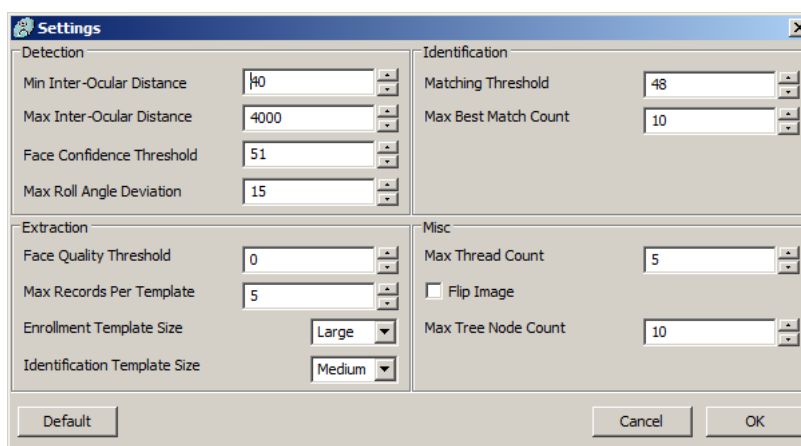 Settings
Detection
Min Inter-Ocular Distance 40
Max Inter-Ocular Distance 4000
Face Confidence Threshold 51
Max Roll Angle Deviation 15
Identification
Matching Threshold 48
Max Best Match Count 10
Extraction
Face Quality Threshold 0
Max Records Per Template 5
Enrollment Template Size Large
Identification Template Size Medium
Misc
Max Thread Count 5
Flip Image
Max Tree Node Count 10
Default Cancel OK